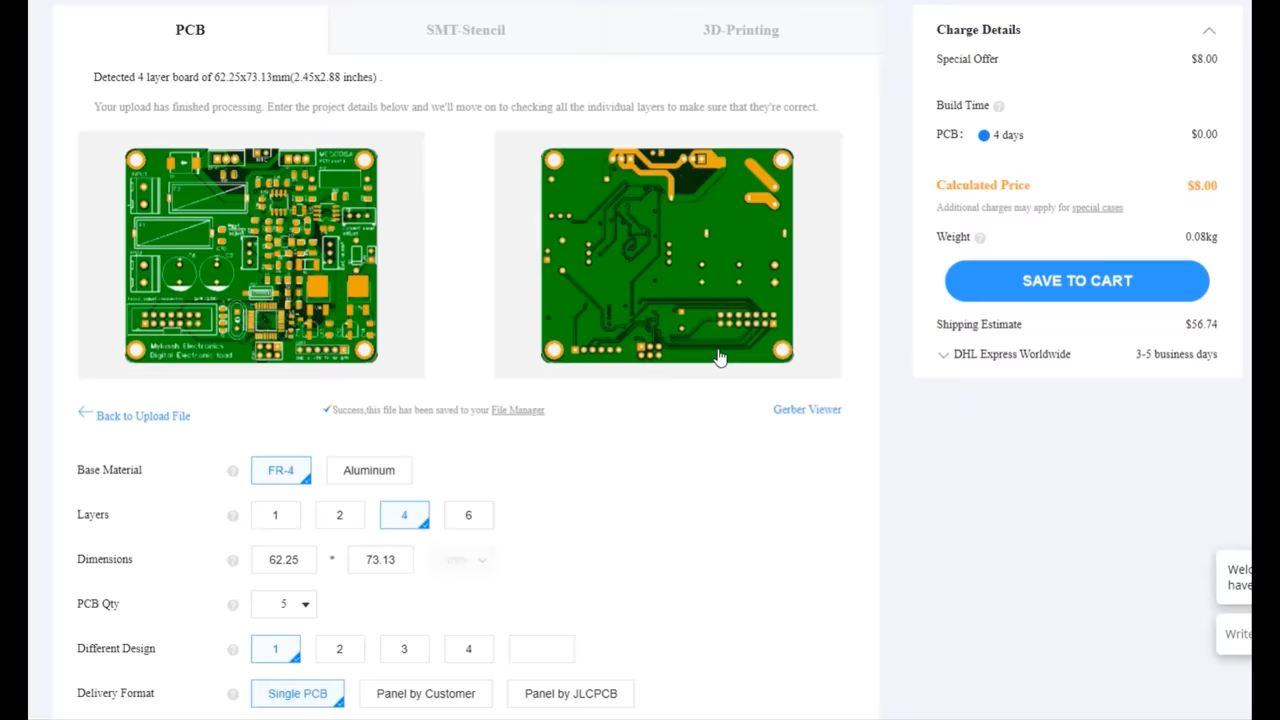 PCB SMT-Stencil 3D-Printing
Detected 4 layer board of 62.25x73.13mm(2.45x2.88 inches) .
Your upload has finished processing. Enter the project details below and we'll move on to checking all the individual layers to make sure that they're correct.
Mylvssh Electronics
Digital Electronic load
Back to Upload File
Success,this file has been saved to your File Manager
Gerber Viewer
Base Material ? FR-4 Aluminum
Layers ? 1 2 4 6
Dimensions ? 62.25 * 73.13 mm
PCB Qty ? 5
Different Design ? 1 2 3 4
Delivery Format ? Single PCB Panel by Customer Panel by JLCPCB
Charge Details
Special Offer $8.00
Build Time ?
PCB: 4 days $0.00
Calculated Price $8.00
Additional charges may apply for special cases
Weight ? 0.08kg
SAVE TO CART
Shipping Estimate $56.74
DHL Express Worldwide 3-5 business days
Welc
have
Write